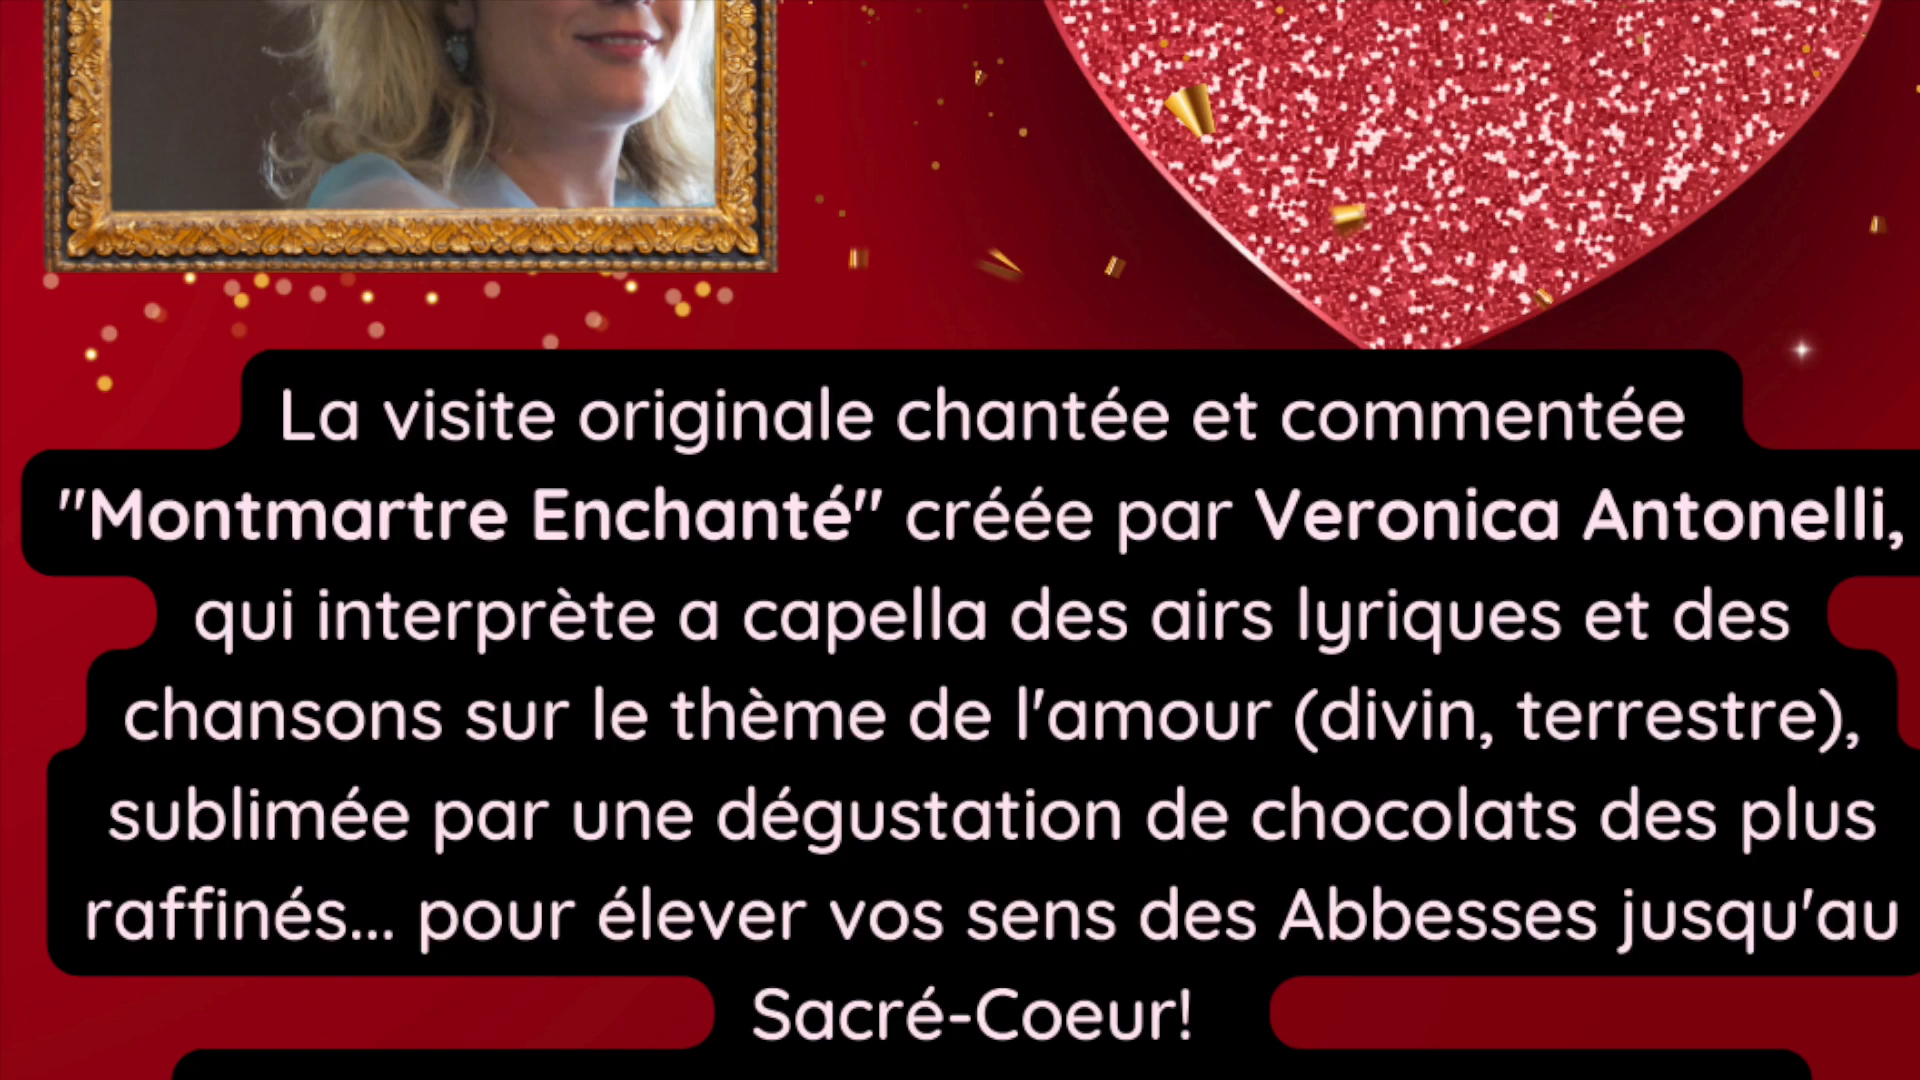 La visite originale chantée et commentée
"Montmartre Enchanté" créée par Veronica Antonelli,
qui interprète a capella des airs lyriques et des
chansons sur le thème de l'amour (divin, terrestre),
sublimée par une dégustation de chocolats des plus
raffinés... pour élever vos sens des Abbesses jusqu'au
Sacré-Coeur!